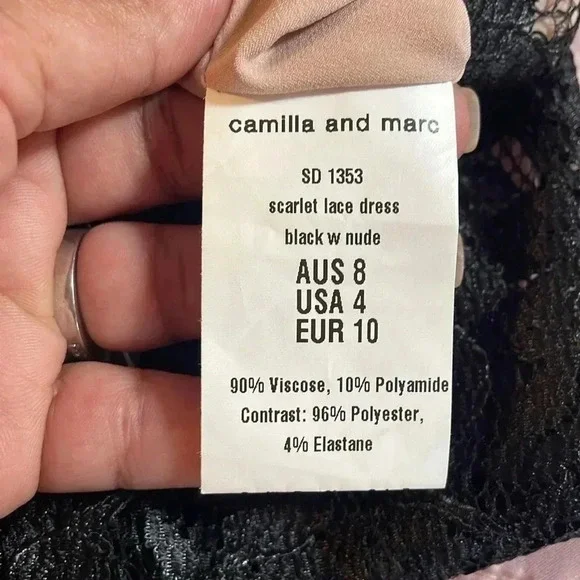 camilla and marc
SD 1353
scarlet lace dress
black w nude
AUS 8
USA 4
EUR 10
90% Viscose, 10% Polyamide
Contrast: 96% Polyester,
4% Elastane